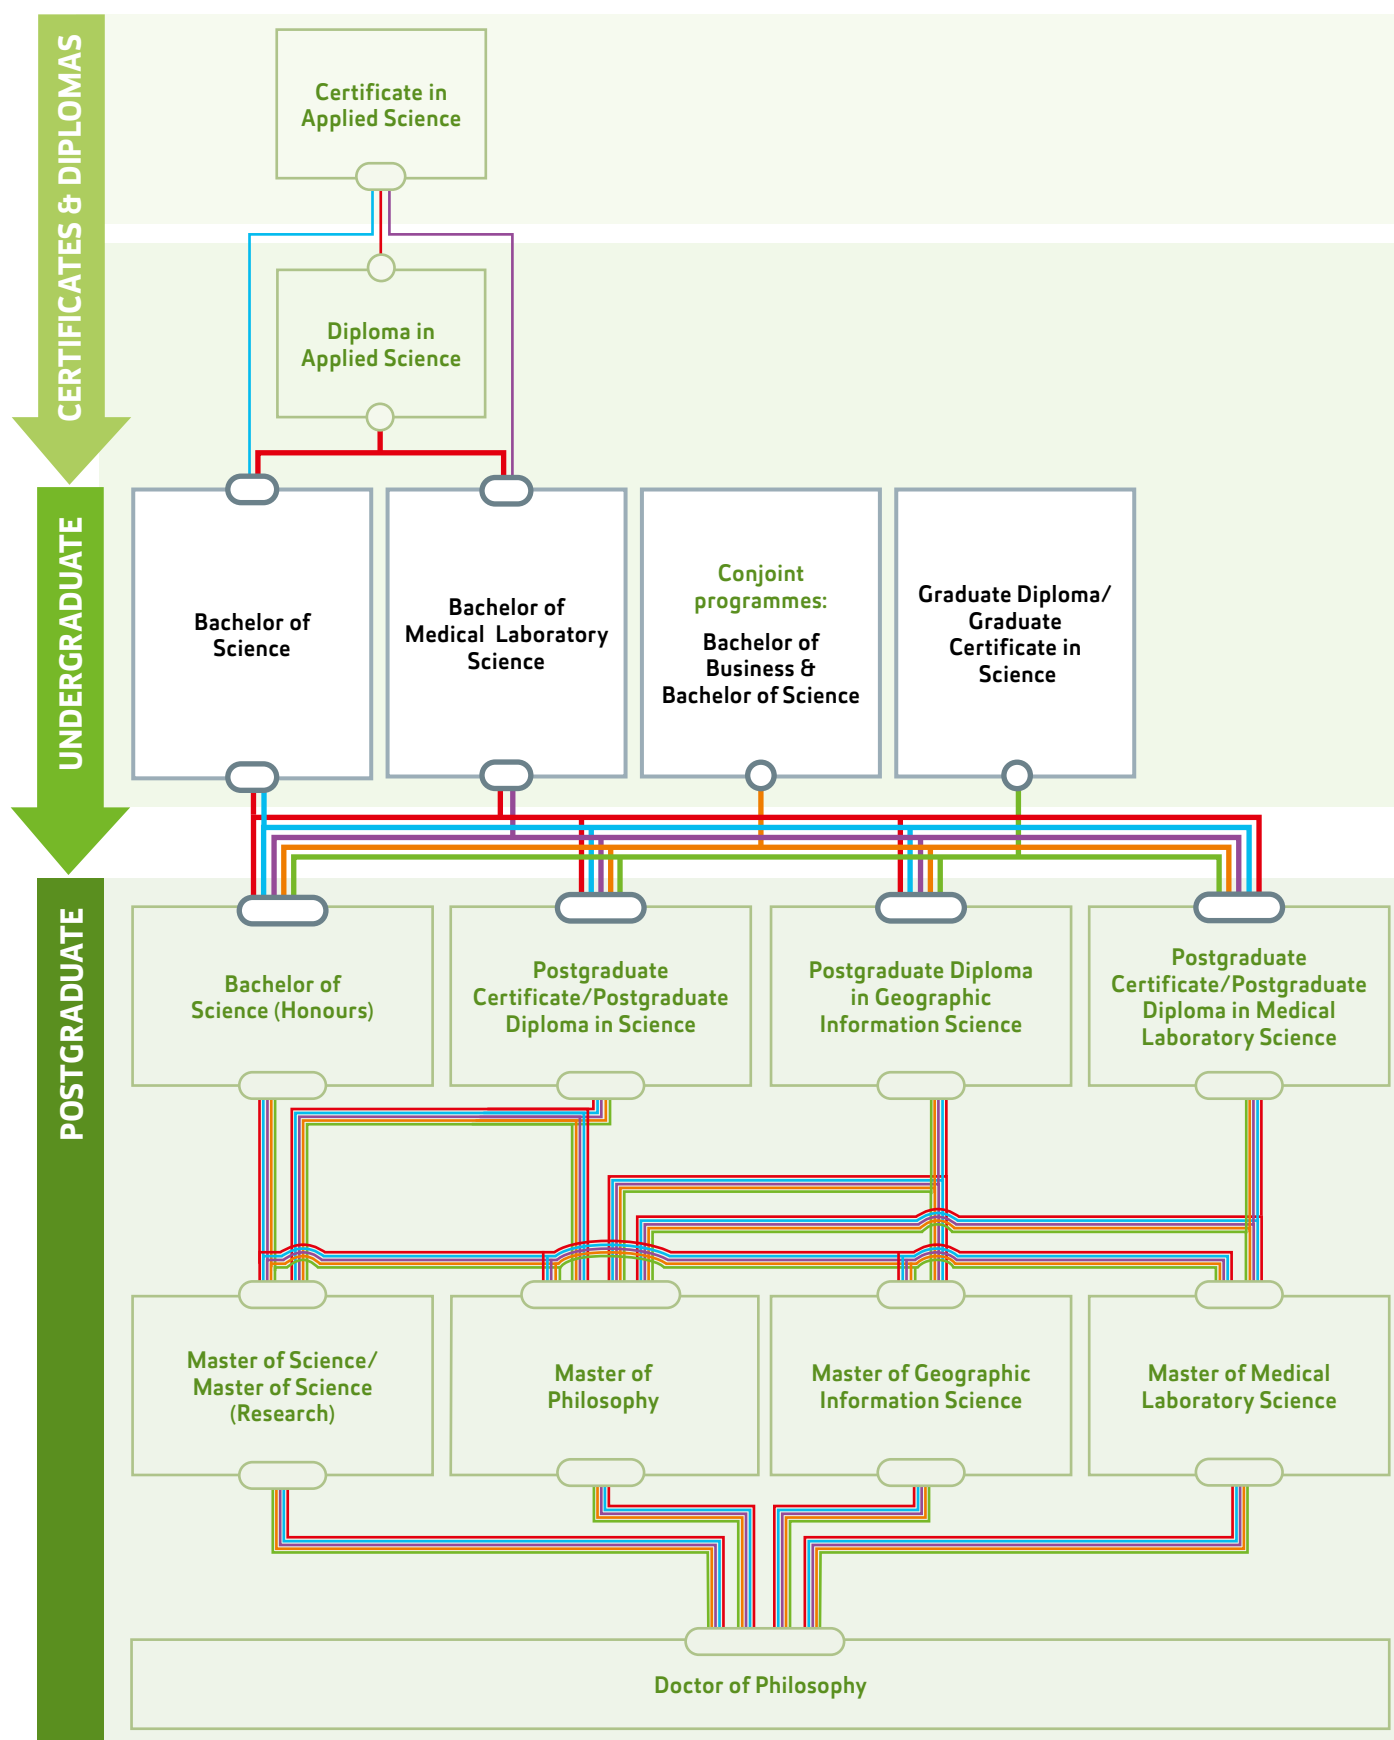 CERTIFICATES & DIPLOMAS
Certificate in
Applied Science
Diploma in
Applied Science
UNDERGRADUATE
Bachelor of
Science
Bachelor of
Medical Laboratory
Science
Conjoint
programmes:
Bachelor of
Business &
Bachelor of Science
Graduate Diploma/
Graduate
Certificate in
Science
POSTGRADUATE
Bachelor of
Science (Honours)
Postgraduate
Certificate/Postgraduate
Diploma in Science
Postgraduate Diploma
in Geographic
Information Science
Postgraduate
Certificate/Postgraduate
Diploma in Medical
Laboratory Science
Master of Science/
Master of Science
(Research)
Master of
Philosophy
Master of Geographic
Information Science
Master of Medical
Laboratory Science
Doctor of Philosophy